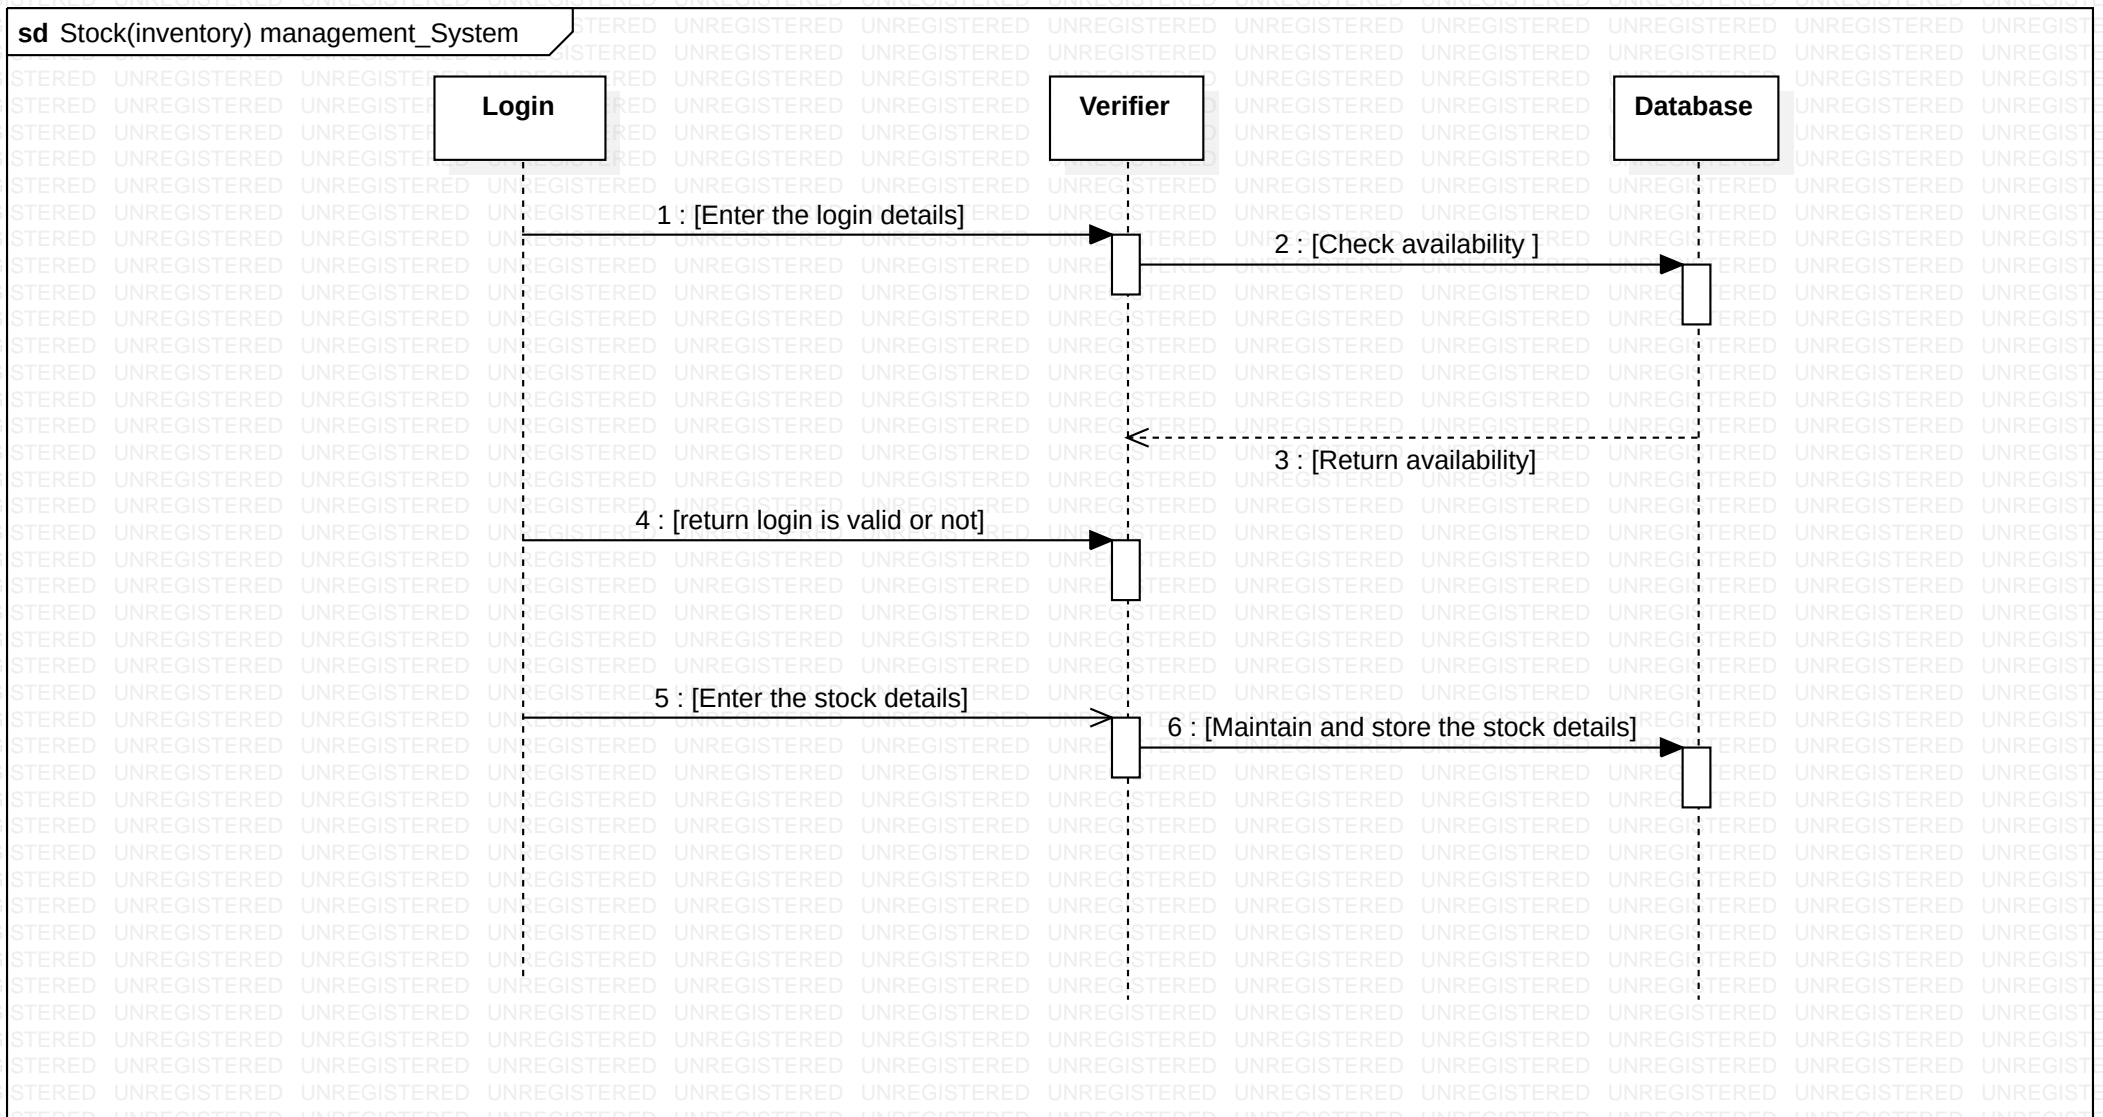 sd Stock(inventory) management_System
Login
Verifier
Database
1 : [Enter the login details]
2 : [Check availability ]
3 : [Return availability]
4 : [return login is valid or not]
5 : [Enter the stock details]
6 : [Maintain and store the stock details]
UNREGISTERED